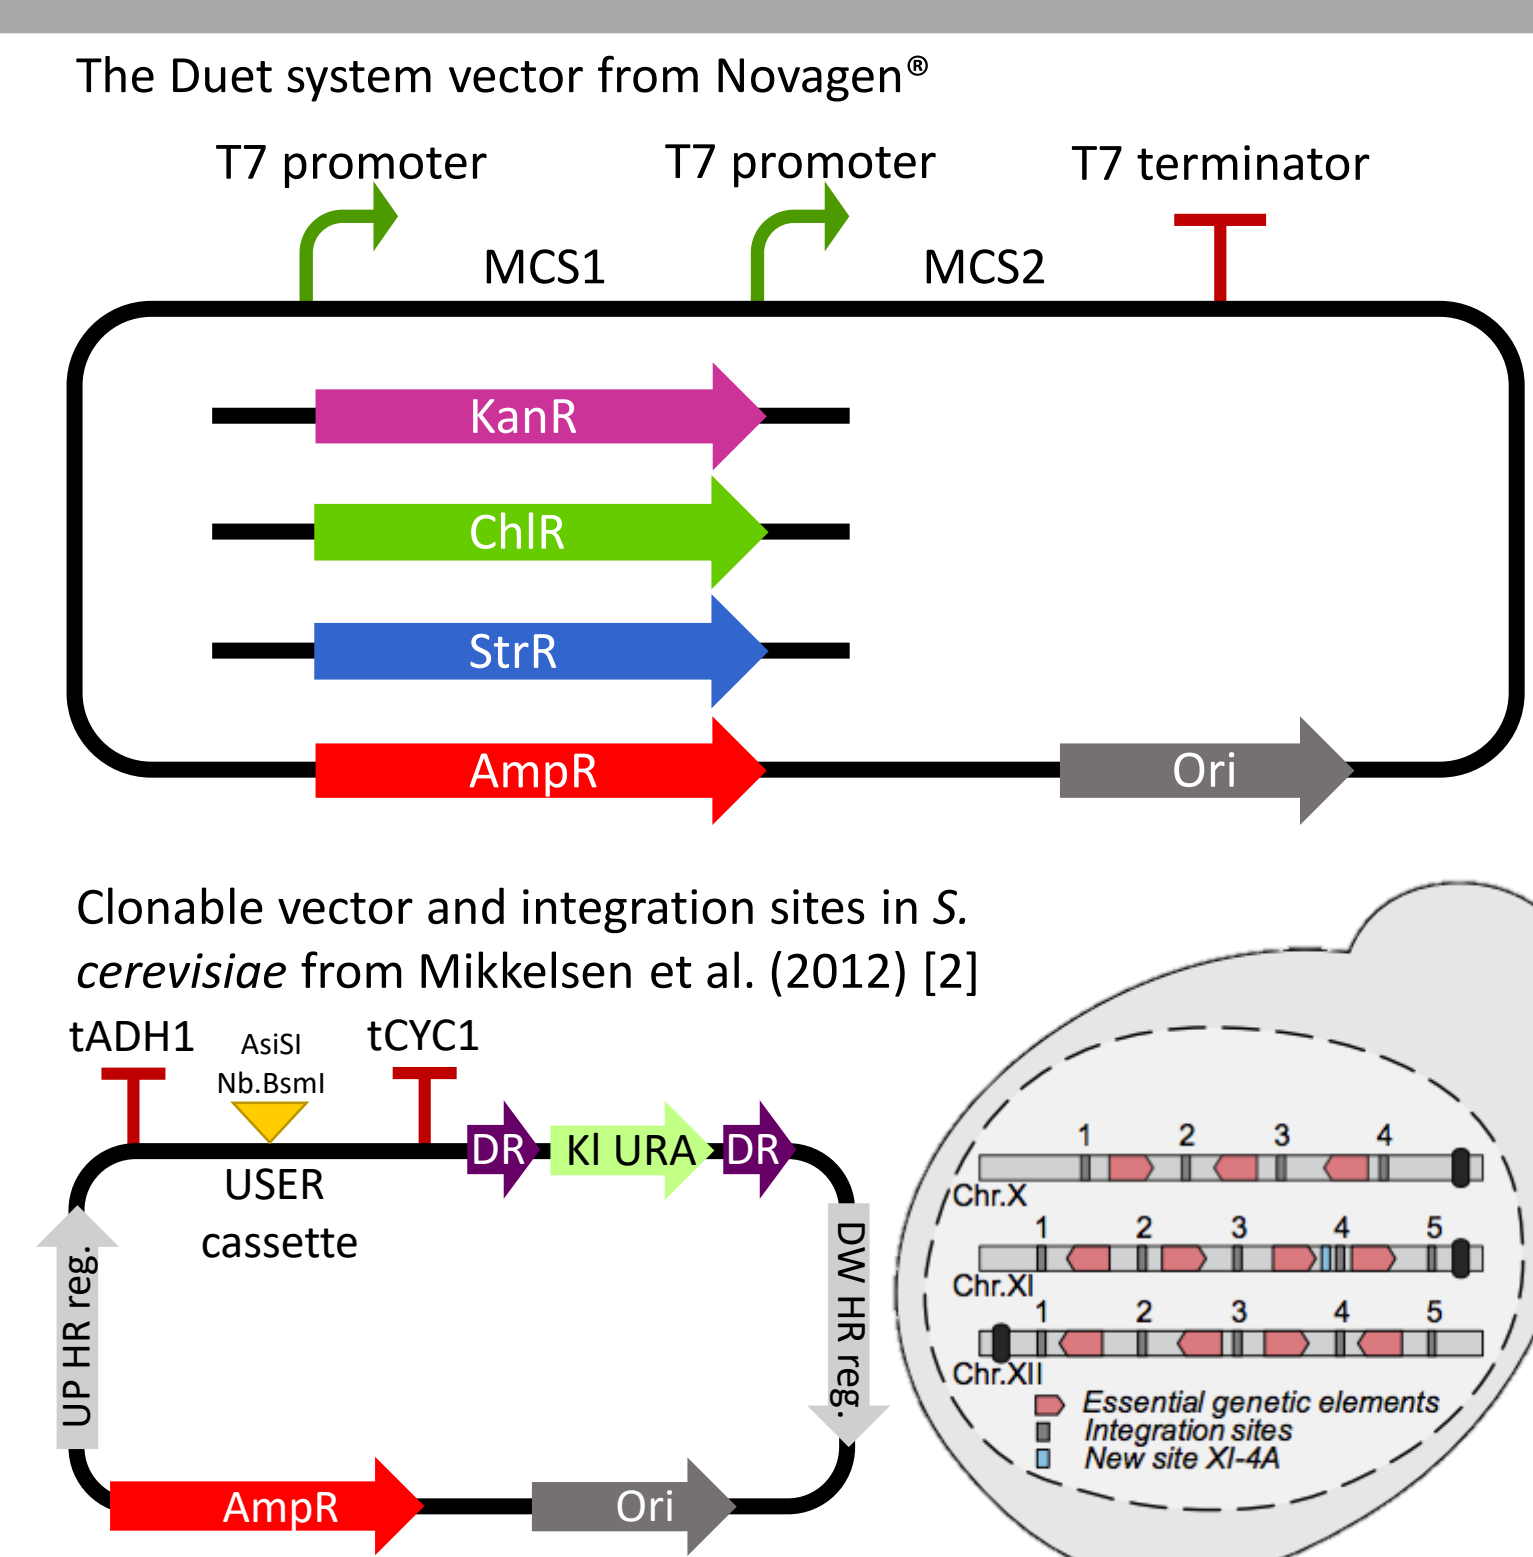 The Duet system vector from Novagen®
T7 promoter T7 promoter T7 terminator
MCS1 MCS2
KanR
ChlR
StrR
AmpR Ori
Clonable vector and integration sites in S.
cerevisiae from Mikkelsen et al. (2012) [2]
tADH1 AsiSI tCYC1
Nb.BsmI
DR Kl URA DR
USER
cassette
UP HR reg.
DW HR reg.
AmpR Ori
1 2 3 4
Chr.X
1 2 3 4 5
Chr.XI
1 2 3 4 5
Chr.XII
Essential genetic elements
Integration sites
New site XI-4A